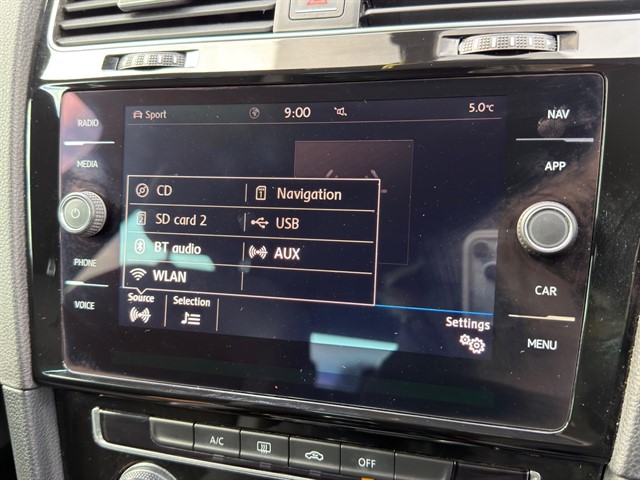 RADIO
MEDIA
PHONE
VOICE
Sport
9:00
5.0°C
CD
Navigation
SD card 2
USB
BT audio
AUX
WLAN
Source
Selection
Settings
NAV
APP
CAR
MENU
A/C
OFF